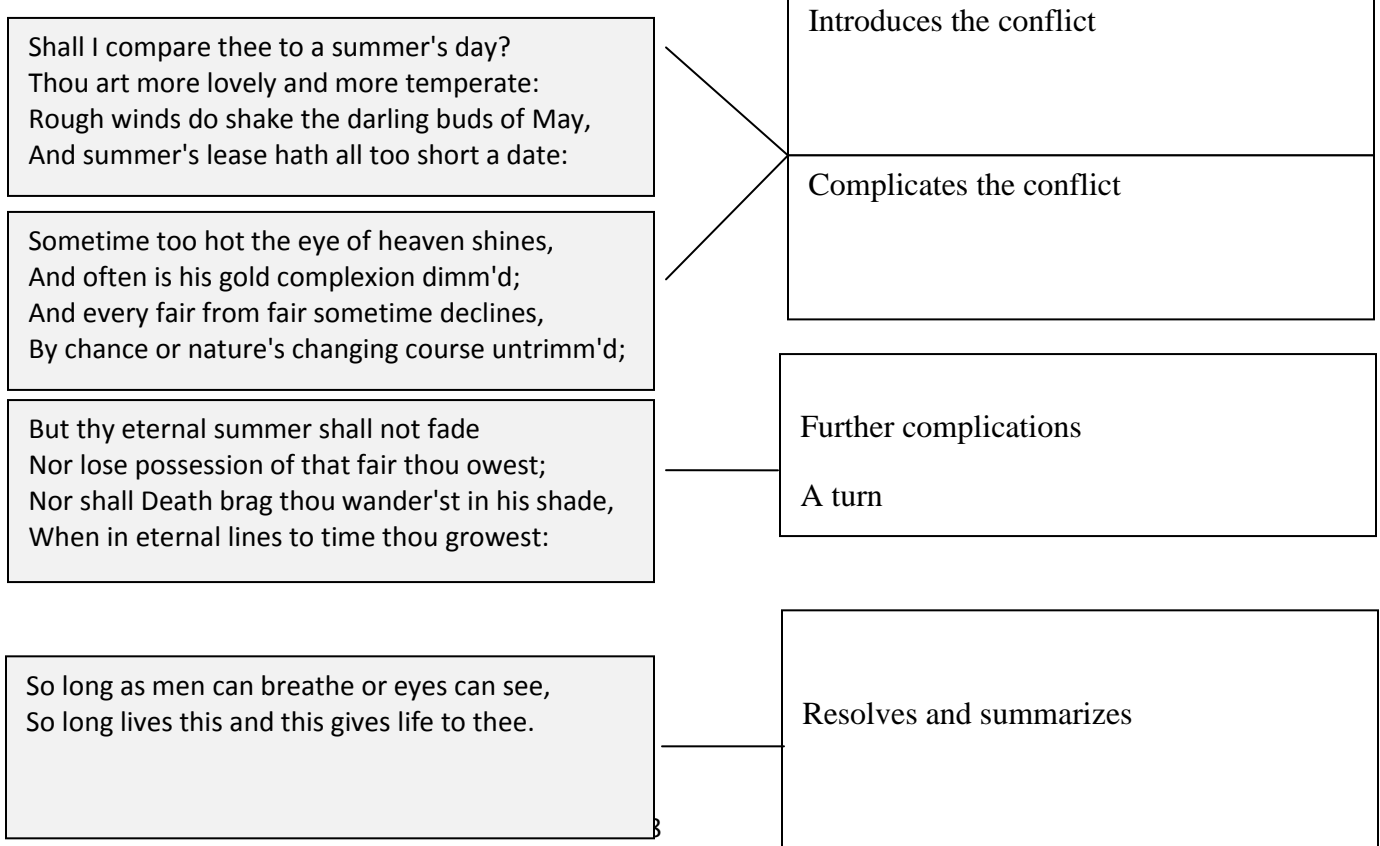 Shall I compare thee to a summer's day?
Thou art more lovely and more temperate:
Rough winds do shake the darling buds of May,
And summer's lease hath all too short a date:
Introduces the conflict
Complicates the conflict
Sometime too hot the eye of heaven shines,
And often is his gold complexion dimm'd;
And every fair from fair sometime declines,
By chance or nature's changing course untrimm'd;
But thy eternal summer shall not fade
Nor lose possession of that fair thou owest;
Nor shall Death brag thou wander'st in his shade,
When in eternal lines to time thou growest:
Further complications
A turn
So long as men can breathe or eyes can see,
So long lives this and this gives life to thee.
Resolves and summarizes